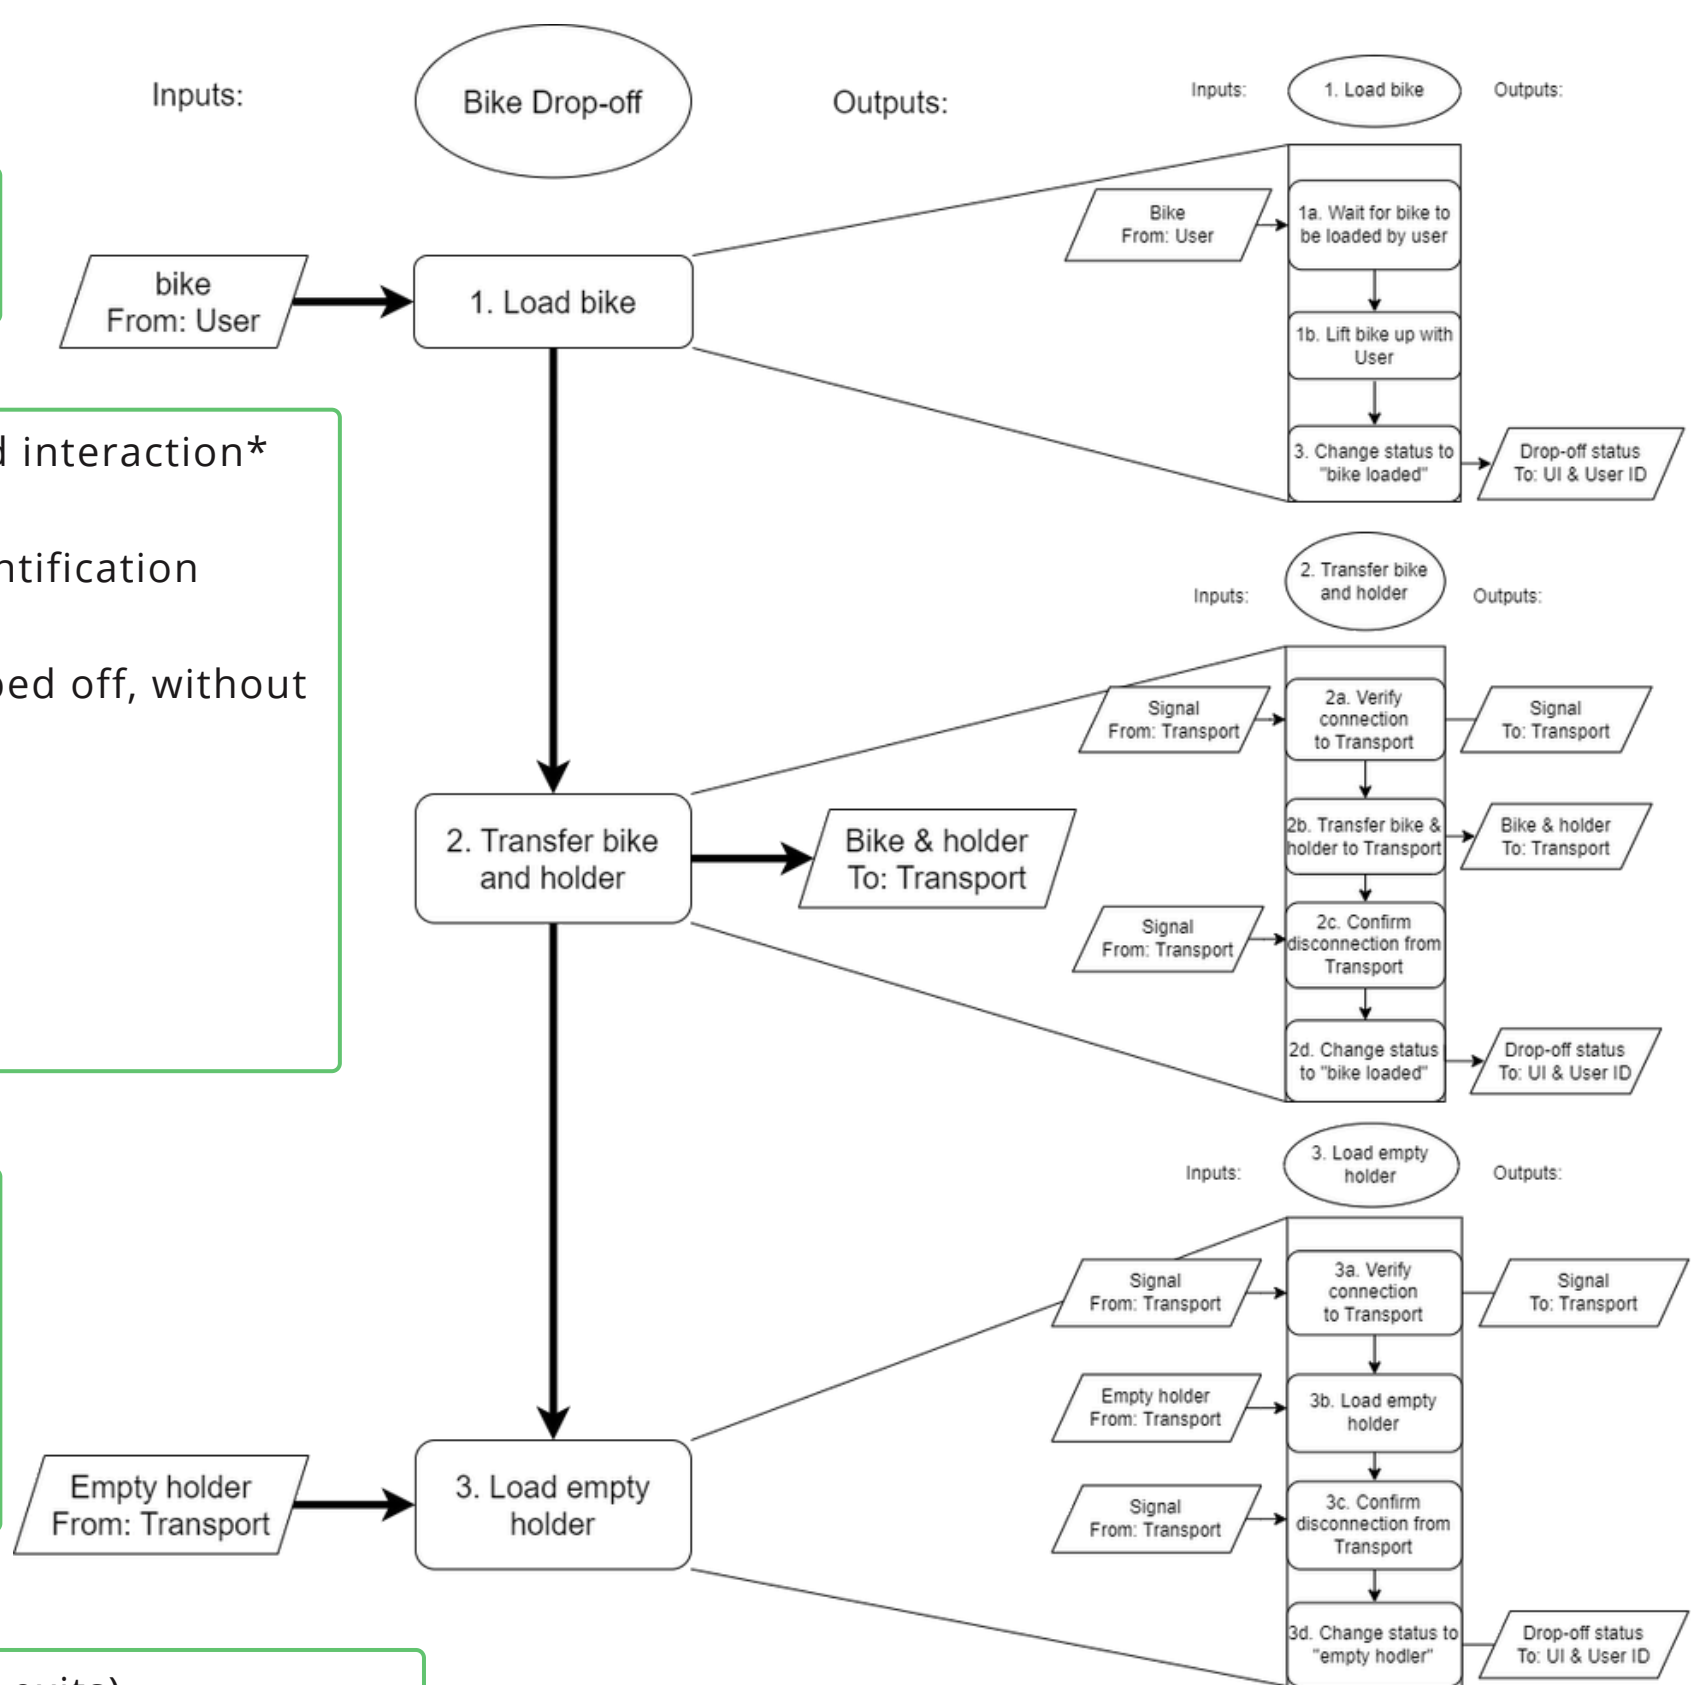 Inputs:
Bike Drop-off
Outputs:
bike
From: User
1. Load bike
2. Transfer bike
and holder
Bike & holder
To: Transport
Empty holder
From: Transport
3. Load empty
holder
d interaction*
ntification
ped off, without
Inputs:
1. Load bike
Outputs:
Bike
From: User
1a. Wait for bike to
be loaded by user
1b. Lift bike up with
User
3. Change status to
"bike loaded"
Drop-off status
To: UI & User ID
2. Transfer bike
and holder
Inputs:
Outputs:
Signal
From: Transport
2a. Verify
connection
to Transport
Signal
To: Transport
2b. Transfer bike &
holder to Transport
Bike & holder
To: Transport
Signal
From: Transport
2c. Confirm
disconnection from
Transport
2d. Change status
to "bike loaded"
Drop-off status
To: UI & User ID
3. Load empty
holder
Inputs:
Outputs:
Signal
From: Transport
3a. Verify
connection
to Transport
Signal
To: Transport
Empty holder
From: Transport
3b. Load empty
holder
Signal
From: Transport
3c. Confirm
disconnection from
Transport
3d. Change status to
"empty hodler"
Drop-off status
To: UI & User ID